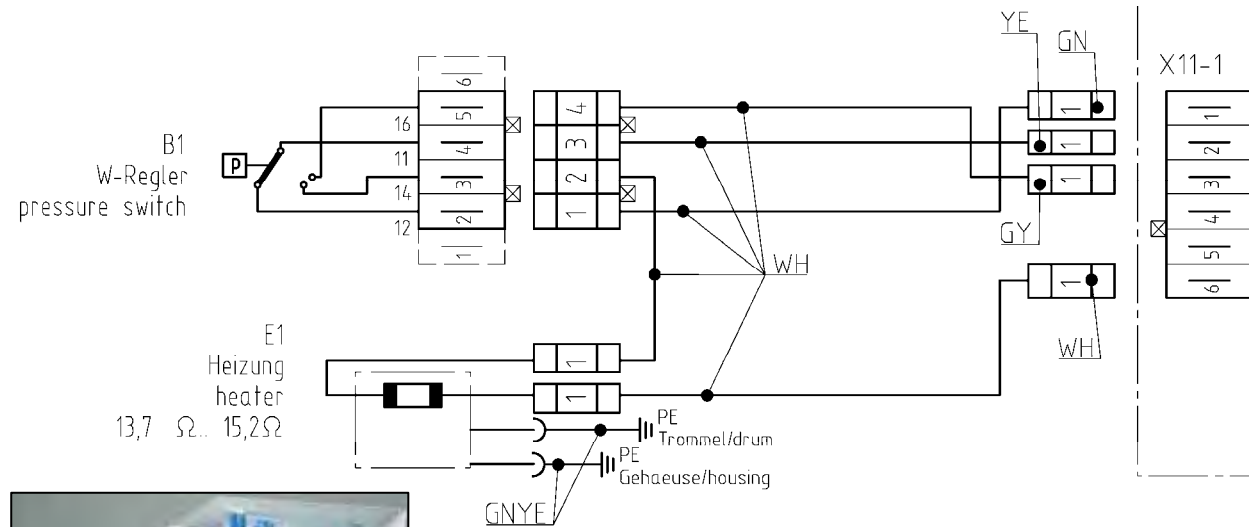 YE
GN
X11-1
B1
W-Regler
pressure switch
P
16
11
14
12
6
5
4
3
2
1
4
3
2
1
1
1
1
1
2
3
4
5
6
GY
WH
1
WH
E1
Heizung
heater
13,7 Ω.. 15,2Ω
1
1
PE
Trommel/drum
PE
Gehaeuse/housing
GNYE